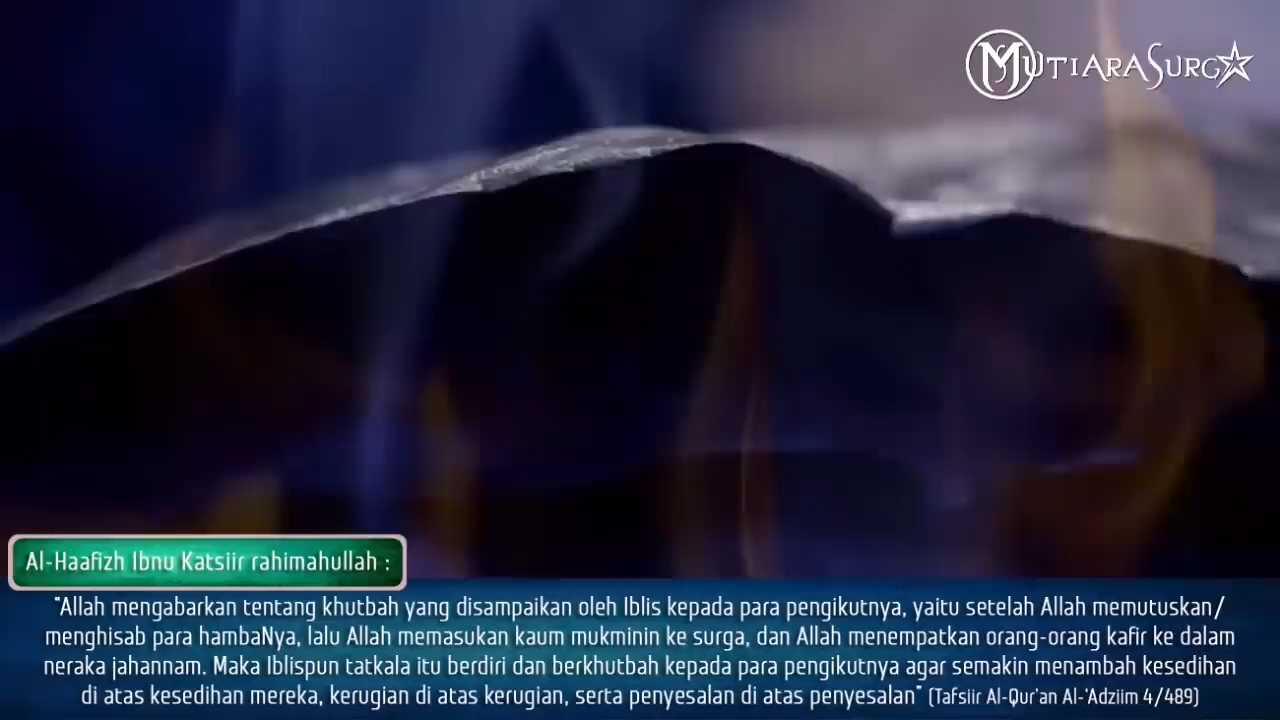 MUTIARASURGA
Al-Haafizh Ibnu Katsiir rahimahullah :
"Allah mengabarkan tentang khutbah yang disampaikan oleh Iblis kepada para pengikutnya, yaitu setelah Allah memutuskan/
menghisab para hambaNya, lalu Allah memasukan kaum mukminin ke surga, dan Allah menempatkan orang-orang kafir ke dalam
neraka jahannam. Maka Iblispun tatkala itu berdiri dan berkhutbah kepada para pengikutnya agar semakin menambah kesedihan
di atas kesedihan mereka, kerugian di atas kerugian, serta penyesalan di atas penyesalan" (Tafsiir Al-Qur'an Al-'Adziim 4/489)